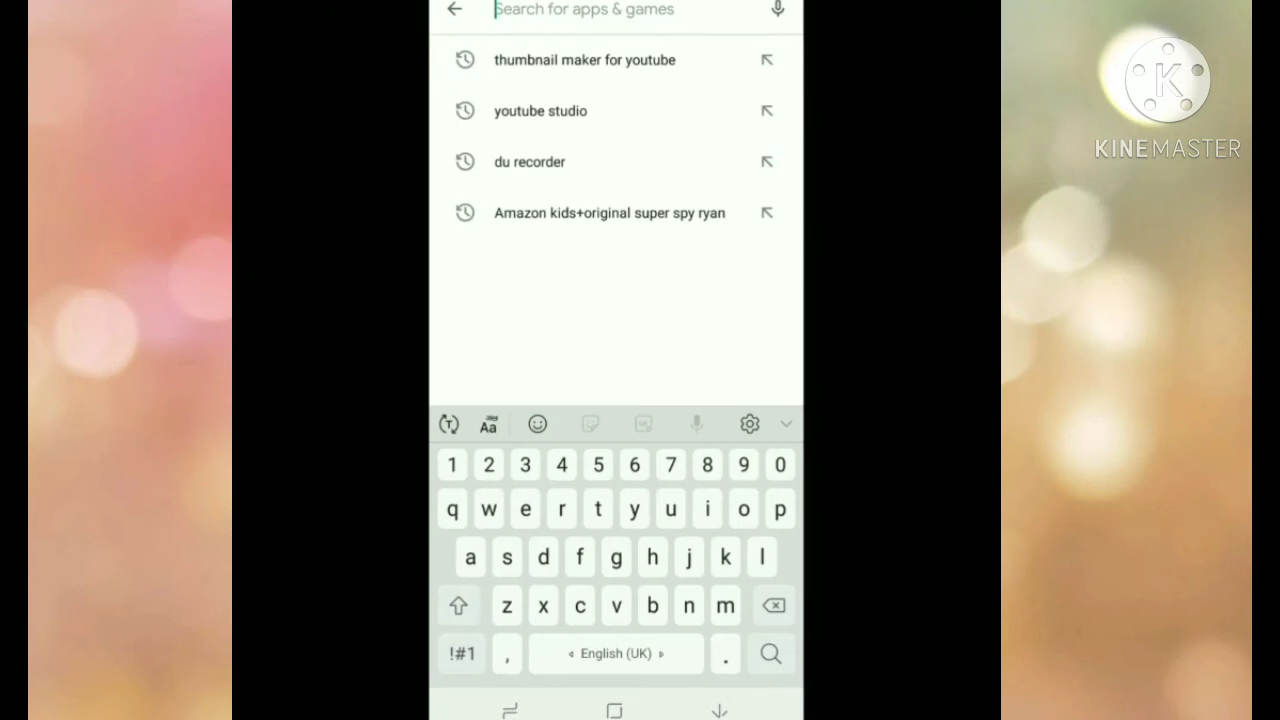 Search for apps & games
K
KINEMASTER
thumbnail maker for youtube
youtube studio
du recorder
Amazon kids+original super spy ryan
T Aa
1 2 3 4 5 6 7 8 9 0
q w e r t y u i o p
a s d f g h j k l
z x c v b n m
!#1 , English (UK) .